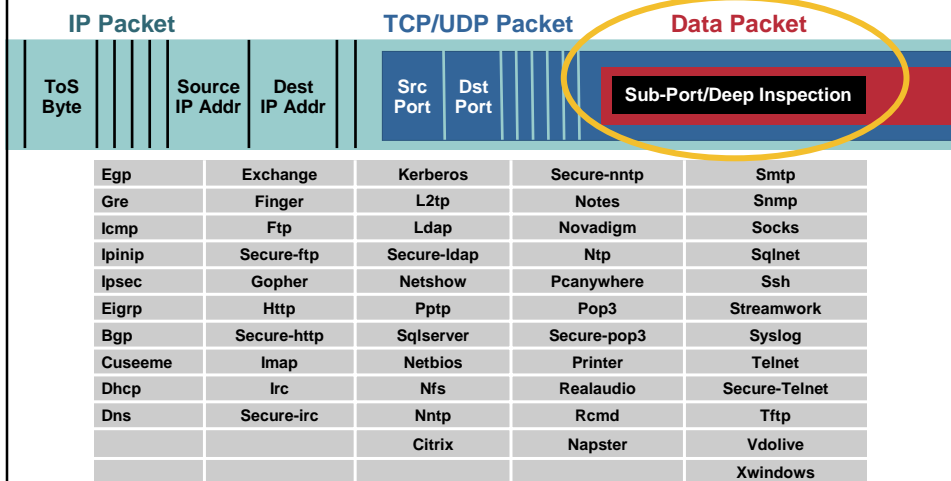 IP Packet TCP/UDP Packet Data Packet
ToS Byte Source IP Addr Dest IP Addr Src Port Dst Port Sub-Port/Deep Inspection
Egp Exchange Kerberos Secure-nntp Smtp
Gre Finger L2tp Notes Snmp
Icmp Ftp Ldap Novadigm Socks
Ipinip Secure-ftp Secure-ldap Ntp Sqlnet
Ipsec Gopher Netshow Pcanywhere Ssh
Eigrp Http Pptp Pop3 Streamwork
Bgp Secure-http Sqlserver Secure-pop3 Syslog
Cuseeme Imap Netbios Printer Telnet
Dhcp Irc Nfs Realaudio Secure-Telnet
Dns Secure-irc Nntp Rcmd Tftp
Citrix Napster Vdolive
Xwindows